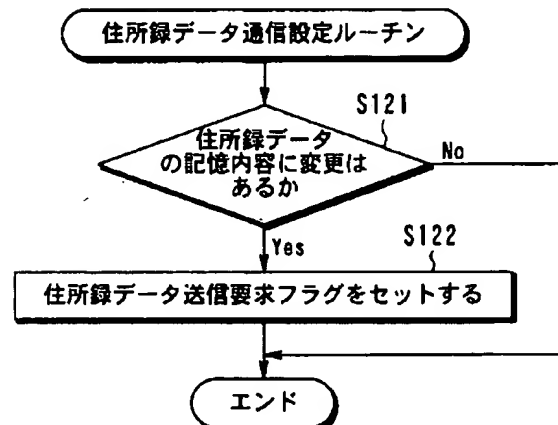 住所録データ通信設定ルーチン
S121
住所録データ
の記憶内容に変更は
あるか
No
Yes
S122
住所録データ送信要求フラグをセットする
エンド